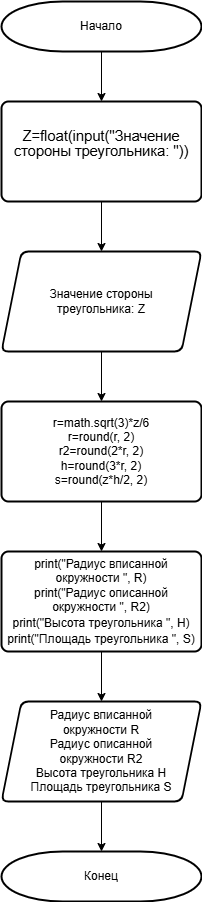 Начало
Z=float(input("Значение
стороны треугольника: "))
Значение стороны
треугольника: Z
r=math.sqrt(3)*z/6
r=round(r, 2)
r2=round(2*r, 2)
h=round(3*r, 2)
s=round(z*h/2, 2)
print("Радиус вписанной
окружности ", R)
print("Радиус описанной
окружности ", R2)
print("Высота треугольника ", H)
print("Площадь треугольника ", S)
Радиус вписанной
окружности R
Радиус описанной
окружности R2
Высота треугольника H
Площадь треугольника S
Конец